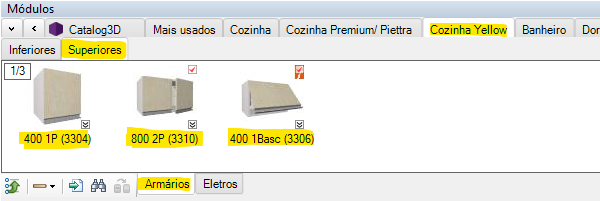 Módulos
Catalog3D Mais usados Cozinha Cozinha Premium/ Piettra Cozinha Yellow Banheiro Dor
Inferiores Superiores
1/3
400 1P (3304) 800 2P (3310) 400 1Basc (3306)
Armários Eletros